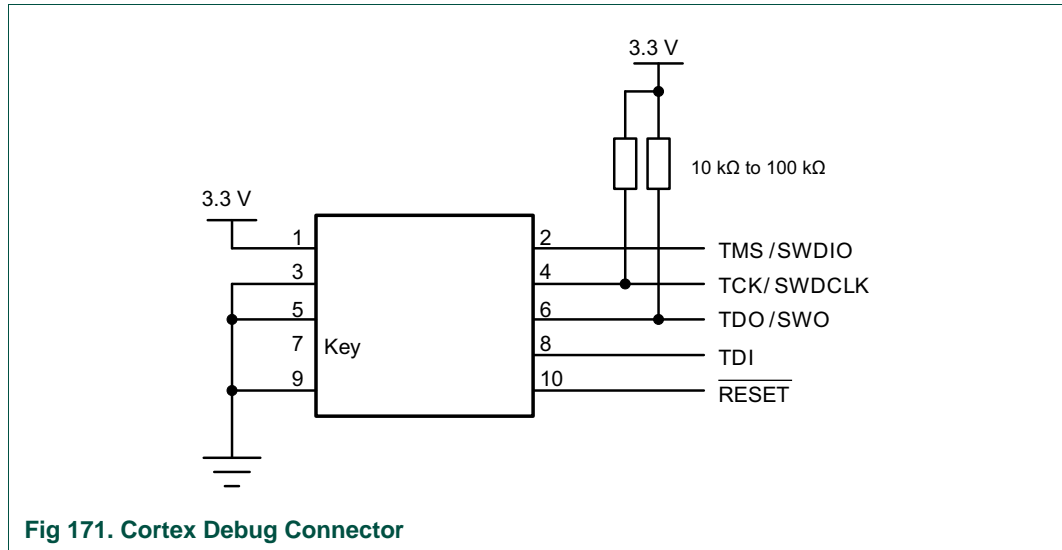 3.3 V
10 kΩ to 100 kΩ
3.3 V
1 2 TMS /SWDIO
3 4 TCK/ SWDCLK
5 6 TDO /SWO
7 Key 8 TDI
9 10 RESET
Fig 171. Cortex Debug Connector